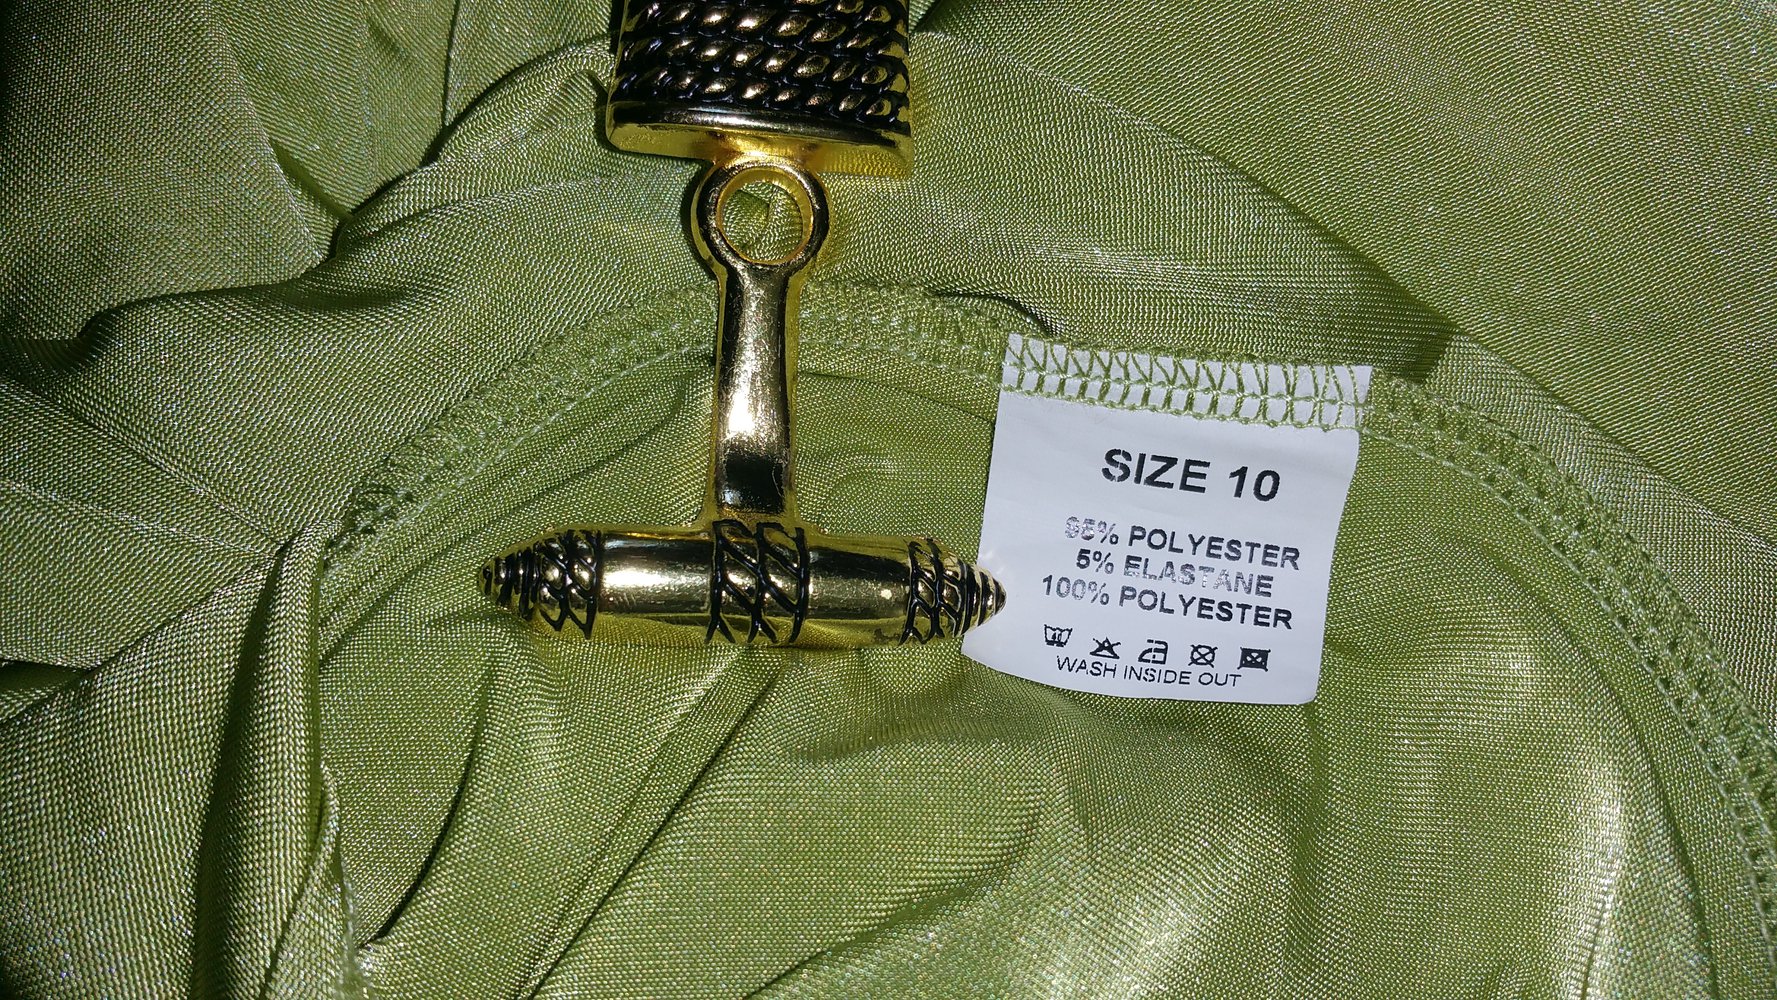 SIZE 10
95% POLYESTER
5% ELASTANE
100% POLYESTER
WASH INSIDE OUT